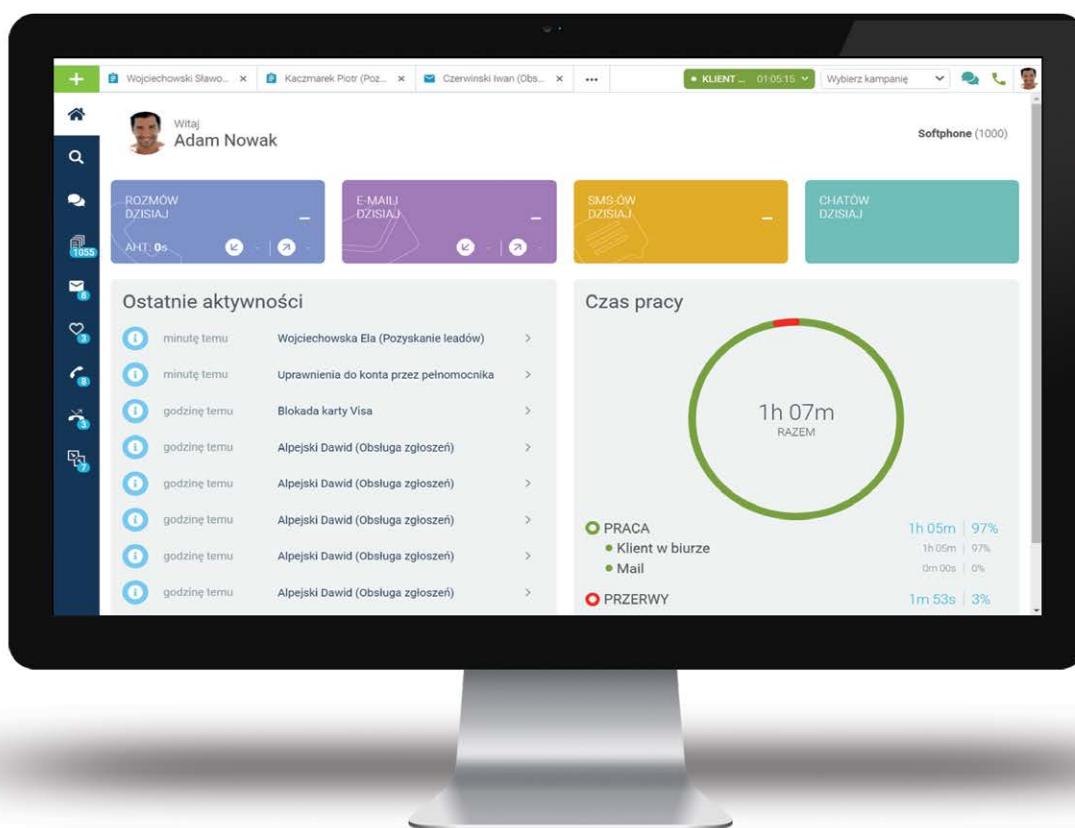 Wojciechowski Sławo...
Kaczmarek Piotr (Poz...
Czerwinski Iwan (Obs...
KLIENT ... 01:05:15
Wybierz kampanię
Witaj
Adam Nowak
Softphone (1000)
ROZMÓW
DZISIAJ
–
AHT: 0s - | -
E-MAILI
DZISIAJ
–
- | -
SMS-ÓW
DZISIAJ
–
CHATÓW
DZISIAJ
1055
6
3
8
3
7
Ostatnie aktywności
minutę temu Wojciechowska Ela (Pozyskanie leadów)
minutę temu Uprawnienia do konta przez pełnomocnika
godzinę temu Blokada karty Visa
godzinę temu Alpejski Dawid (Obsługa zgłoszeń)
godzinę temu Alpejski Dawid (Obsługa zgłoszeń)
godzinę temu Alpejski Dawid (Obsługa zgłoszeń)
godzinę temu Alpejski Dawid (Obsługa zgłoszeń)
godzinę temu Alpejski Dawid (Obsługa zgłoszeń)
Czas pracy
1h 07m
RAZEM
PRACA 1h 05m | 97%
Klient w biurze 1h 05m | 97%
Mail 0m 00s | 0%
PRZERWY 1m 53s | 3%